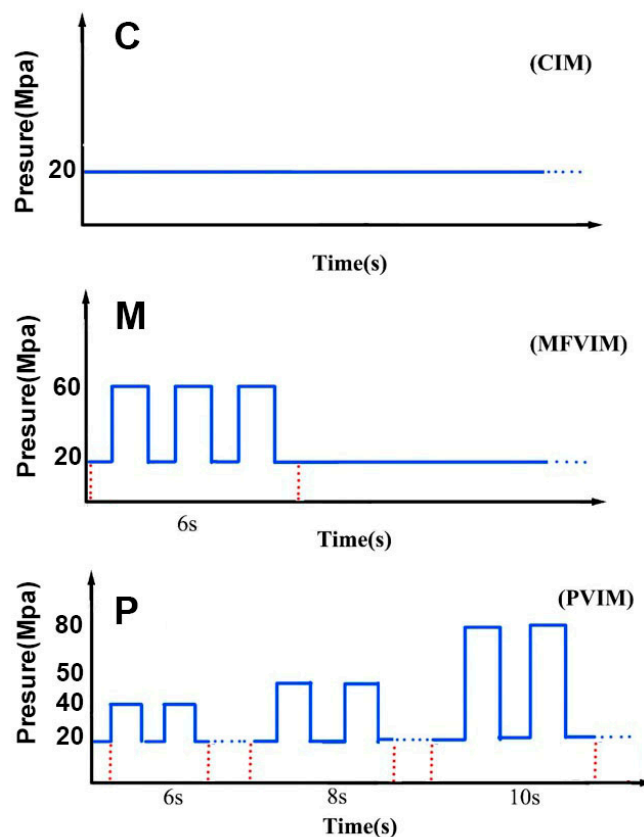 C
(CIM)
Presure(Mpa)
20
Time(s)
M
(MFVIM)
Presure(Mpa)
60
20
6s
Time(s)
P
(PVIM)
Presure(Mpa)
80
50
40
20
6s
8s
10s
Time(s)